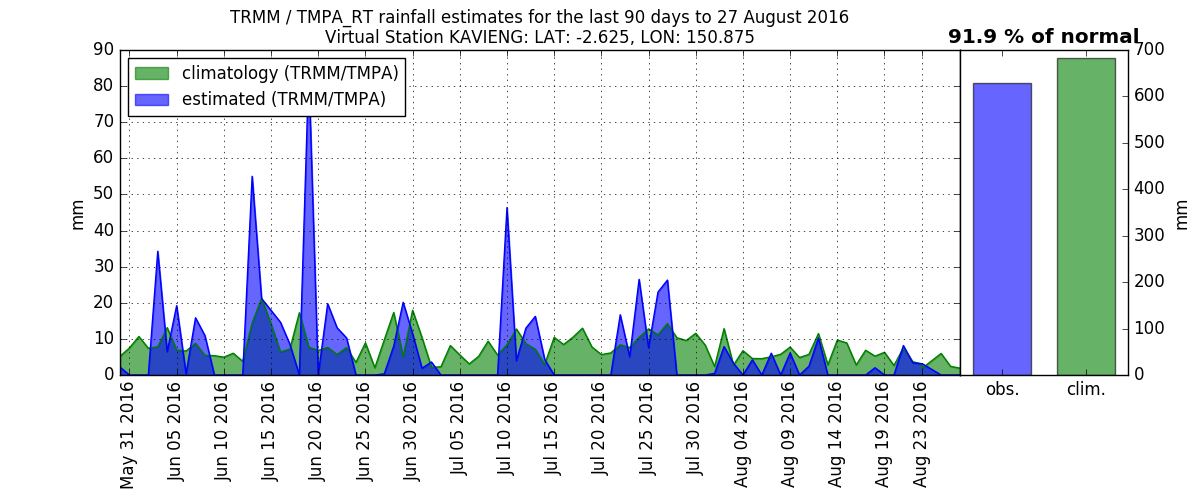 TRMM / TMPA_RT rainfall estimates for the last 90 days to 27 August 2016
Virtual Station KAVIENG: LAT: -2.625, LON: 150.875
91.9 % of normal
climatology (TRMM/TMPA)
estimated (TRMM/TMPA)
90
80
70
60
50
40
30
20
10
0
mm
May 31 2016
Jun 05 2016
Jun 10 2016
Jun 15 2016
Jun 20 2016
Jun 25 2016
Jun 30 2016
Jul 05 2016
Jul 10 2016
Jul 15 2016
Jul 20 2016
Jul 25 2016
Jul 30 2016
Aug 04 2016
Aug 09 2016
Aug 14 2016
Aug 19 2016
Aug 23 2016
obs.
clim.
700
600
500
400
300
200
100
0
mm